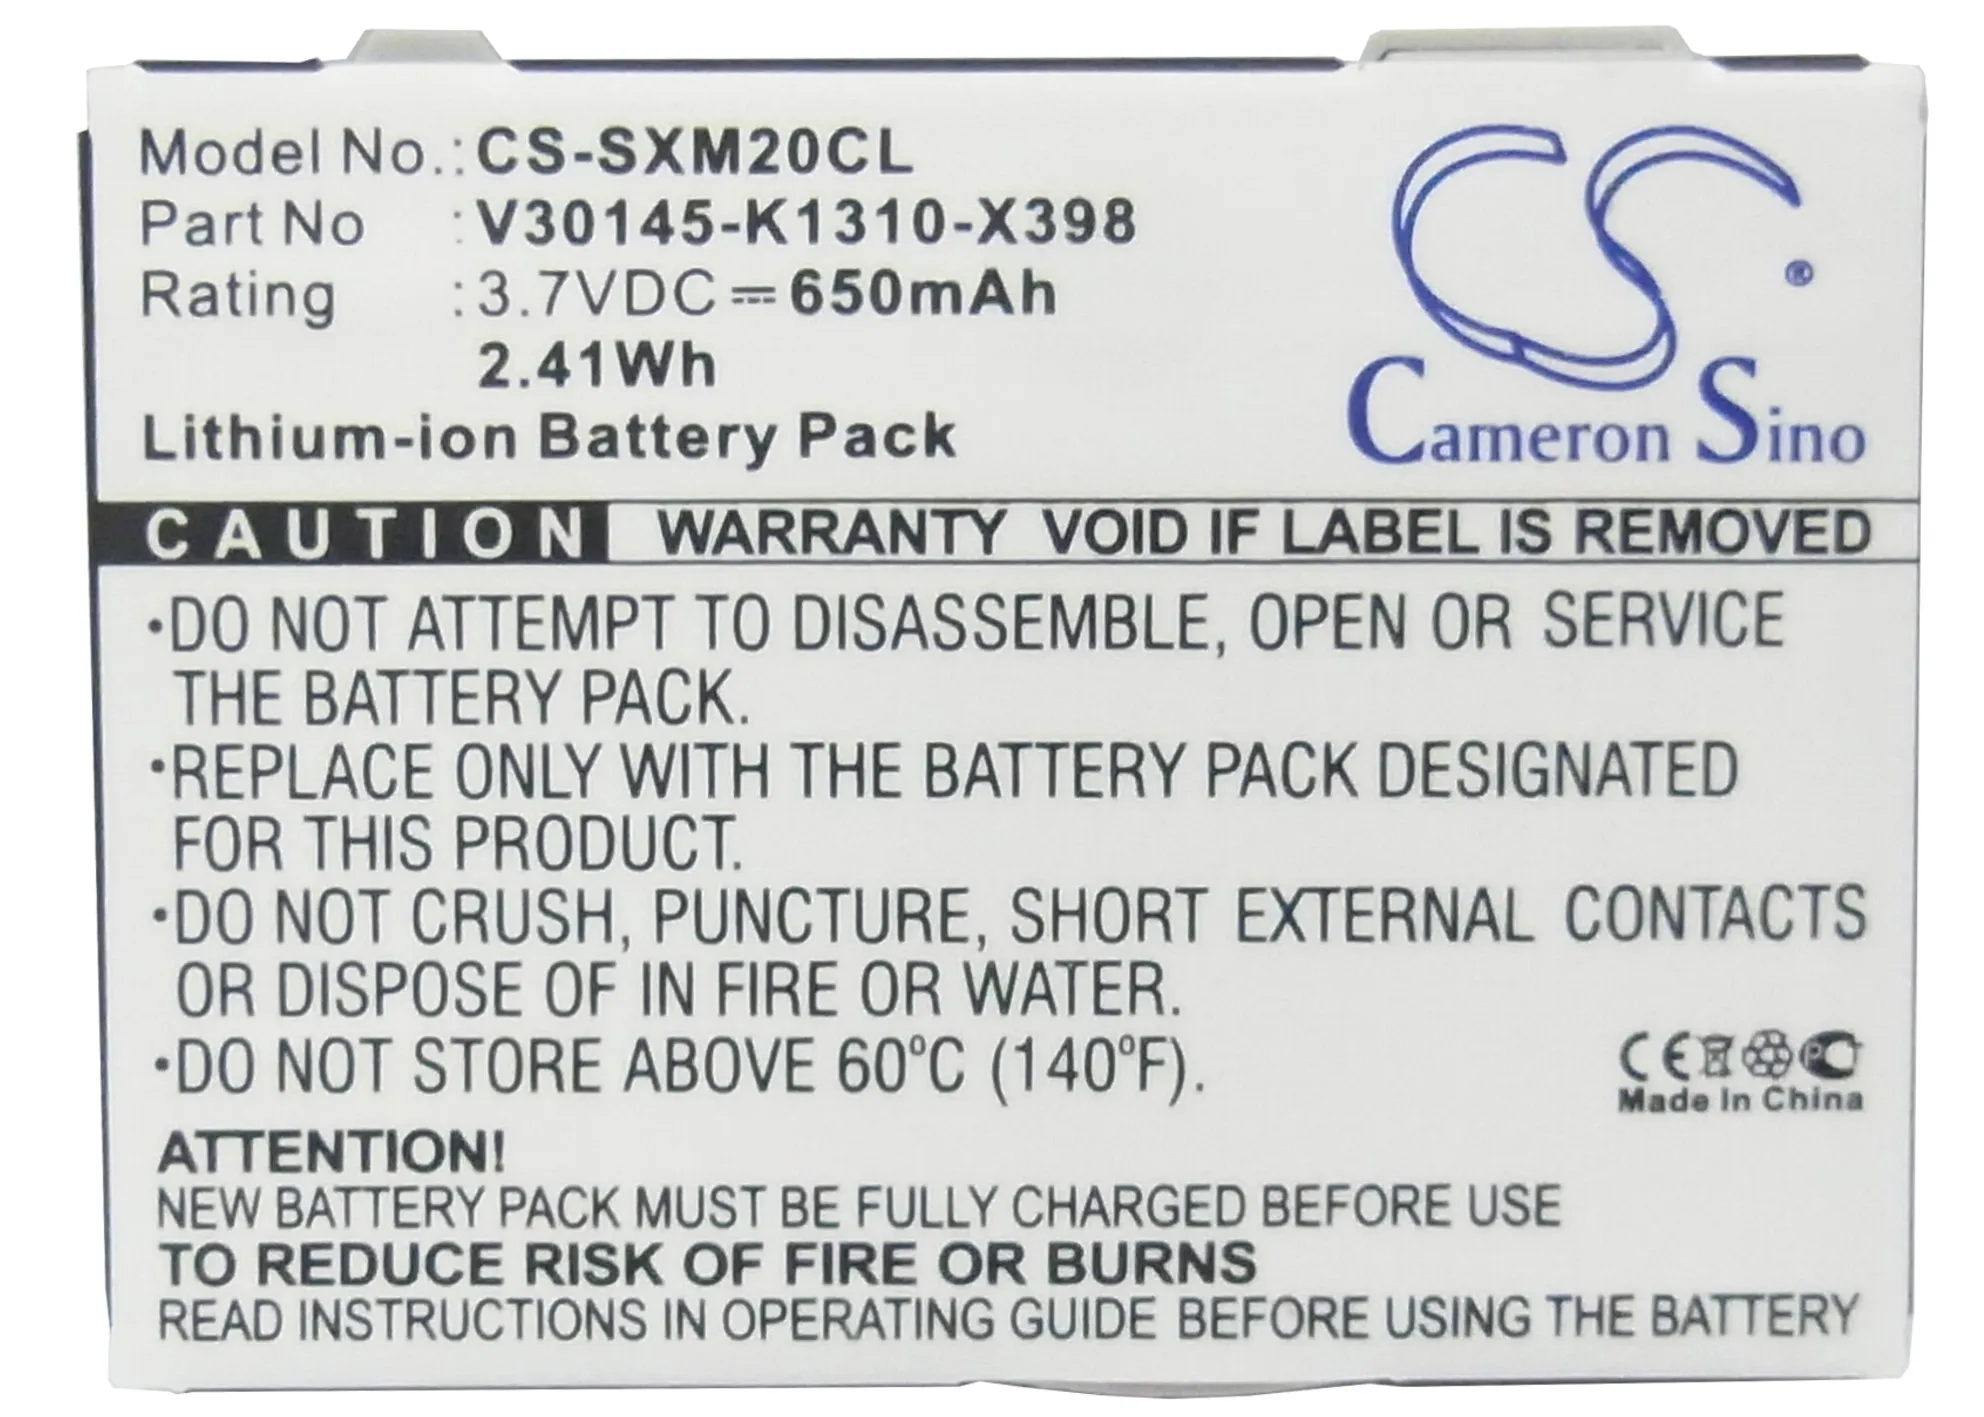 Model No.: CS-SXM20CL
Part No : V30145-K1310-X398
Rating : 3.7VDC ⎓ 650mAh
2.41Wh
Lithium-ion Battery Pack
CS ®
Cameron Sino
CAUTION WARRANTY VOID IF LABEL IS REMOVED
•DO NOT ATTEMPT TO DISASSEMBLE, OPEN OR SERVICE
THE BATTERY PACK.
•REPLACE ONLY WITH THE BATTERY PACK DESIGNATED
FOR THIS PRODUCT.
•DO NOT CRUSH, PUNCTURE, SHORT EXTERNAL CONTACTS
OR DISPOSE OF IN FIRE OR WATER.
•DO NOT STORE ABOVE 60ºC (140ºF).
CE PC
Made In China
ATTENTION!
NEW BATTERY PACK MUST BE FULLY CHARGED BEFORE USE
TO REDUCE RISK OF FIRE OR BURNS
READ INSTRUCTIONS IN OPERATING GUIDE BEFORE USING THE BATTERY